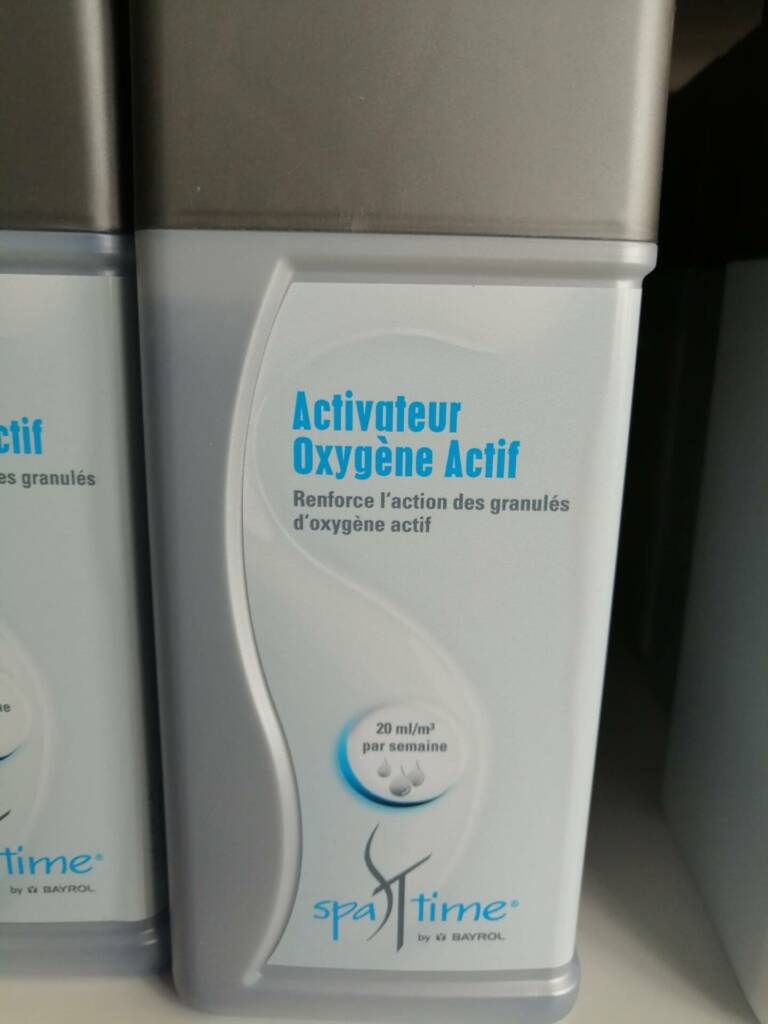 Activateur
Oxygène Actif
Renforce l'action des granulés
d'oxygène actif
20 ml/m³
par semaine
spa time®
by BAYROL
ctif
es granulés
ne
time®
by BAYROL